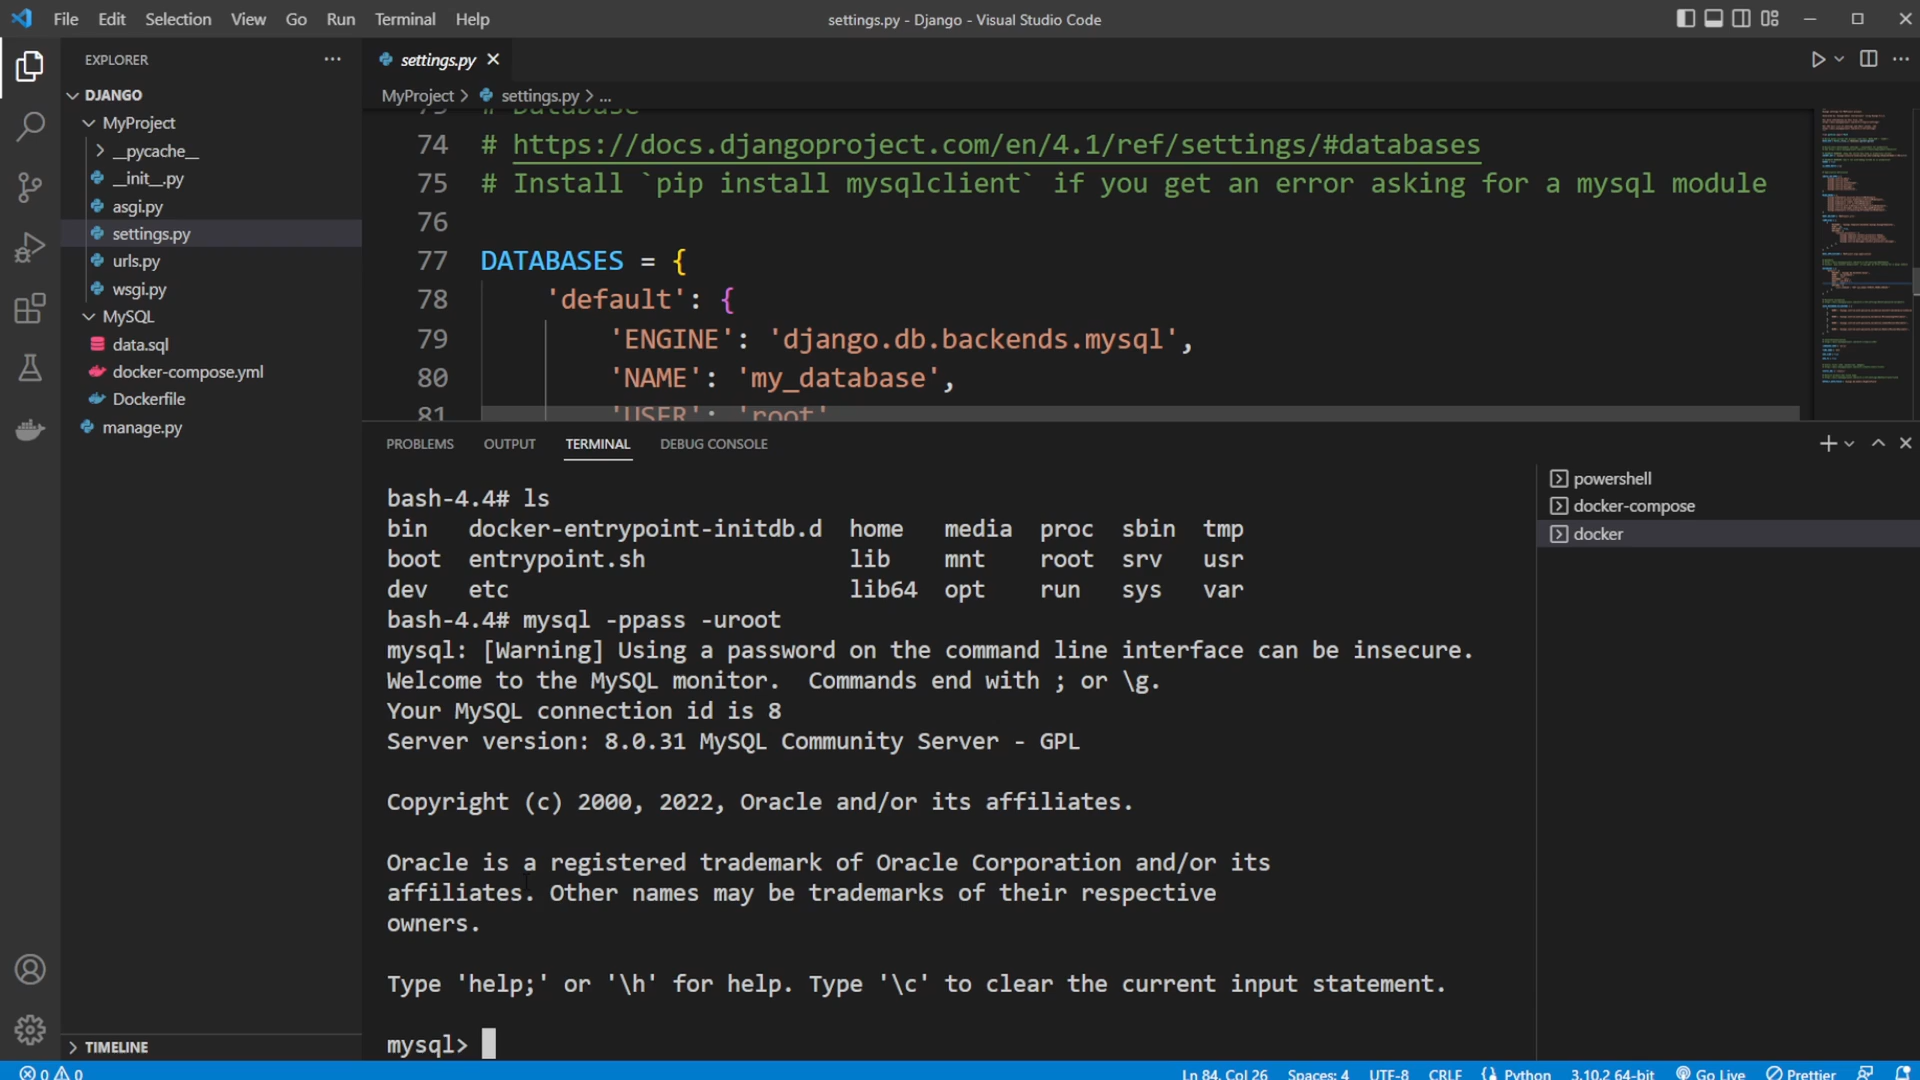 File Edit Selection View Go Run Terminal Help
settings.py - Django - Visual Studio Code
EXPLORER
DJANGO
MyProject
__pycache__
__init__.py
asgi.py
settings.py
urls.py
wsgi.py
MySQL
data.sql
docker-compose.yml
Dockerfile
manage.py
TIMELINE
settings.py
MyProject > settings.py > ...
73 # Database
74 # https://docs.djangoproject.com/en/4.1/ref/settings/#databases
75 # Install `pip install mysqlclient` if you get an error asking for a mysql module
76
77 DATABASES = {
78 'default': {
79 'ENGINE': 'django.db.backends.mysql',
80 'NAME': 'my_database',
81 'USER': 'root'
PROBLEMS OUTPUT TERMINAL DEBUG CONSOLE
bash-4.4# ls
bin docker-entrypoint-initdb.d home media proc sbin tmp
boot entrypoint.sh lib mnt root srv usr
dev etc lib64 opt run sys var
bash-4.4# mysql -ppass -uroot
mysql: [Warning] Using a password on the command line interface can be insecure.
Welcome to the MySQL monitor. Commands end with ; or \g.
Your MySQL connection id is 8
Server version: 8.0.31 MySQL Community Server - GPL
Copyright (c) 2000, 2022, Oracle and/or its affiliates.
Oracle is a registered trademark of Oracle Corporation and/or its
affiliates. Other names may be trademarks of their respective
owners.
Type 'help;' or '\h' for help. Type '\c' to clear the current input statement.
mysql>
powershell
docker-compose
docker
0 0
Ln 84, Col 26 Spaces: 4 UTF-8 CRLF Python 3.10.2 64-bit Go Live Prettier